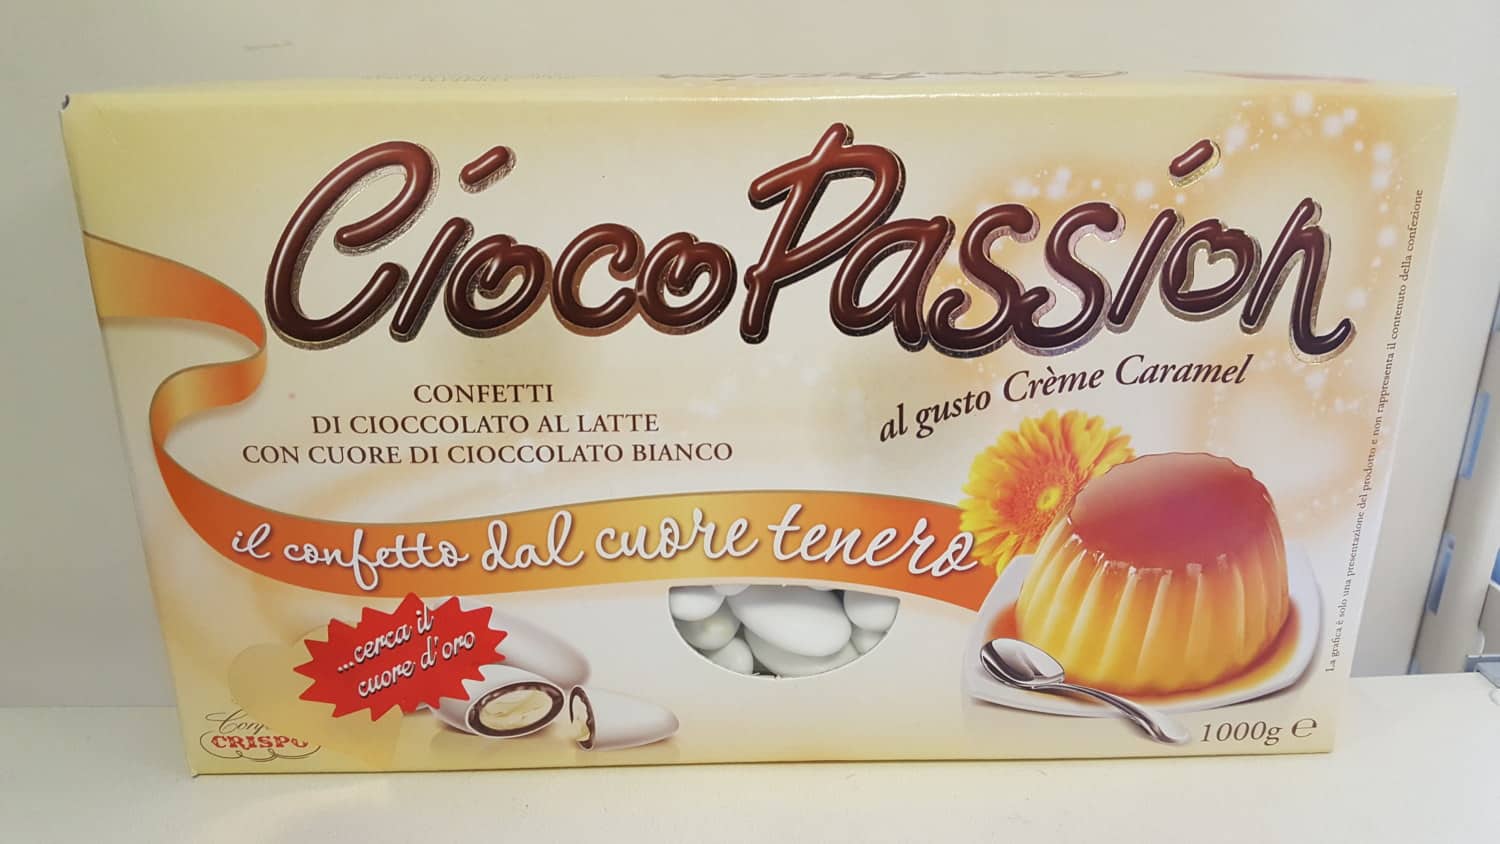 CiocoPassion
al gusto Crème Caramel
CONFETTI
DI CIOCCOLATO AL LATTE
CON CUORE DI CIOCCOLATO BIANCO
il confetto dal cuore tenero
...cerca il
cuore d'oro
CRISPO
1000g ℮
La grafica è solo una presentazione del prodotto e non rappresenta il contenuto della confezione